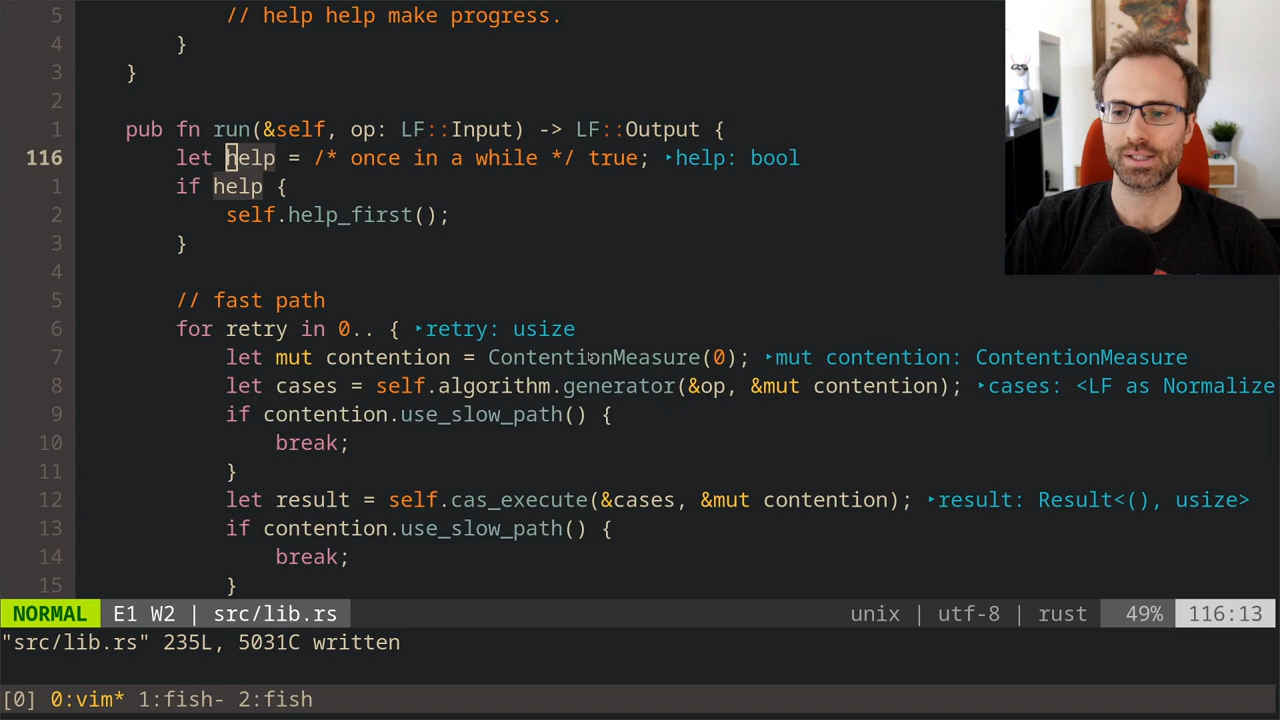 5 // help help make progress.
4 }
3 }
2
1 pub fn run(&self, op: LF::Input) -> LF::Output {
116 let help = /* once in a while */ true; ‣help: bool
1 if help {
2 self.help_first();
3 }
4
5 // fast path
6 for retry in 0.. { ‣retry: usize
7 let mut contention = ContentionMeasure(0); ‣mut contention: ContentionMeasure
8 let cases = self.algorithm.generator(&op, &mut contention); ‣cases: <LF as Normalize
9 if contention.use_slow_path() {
10 break;
11 }
12 let result = self.cas_execute(&cases, &mut contention); ‣result: Result<(), usize>
13 if contention.use_slow_path() {
14 break;
15 }
NORMAL E1 W2 | src/lib.rs unix | utf-8 | rust 49% 116:13
"src/lib.rs" 235L, 5031C written
[0] 0:vim* 1:fish- 2:fish